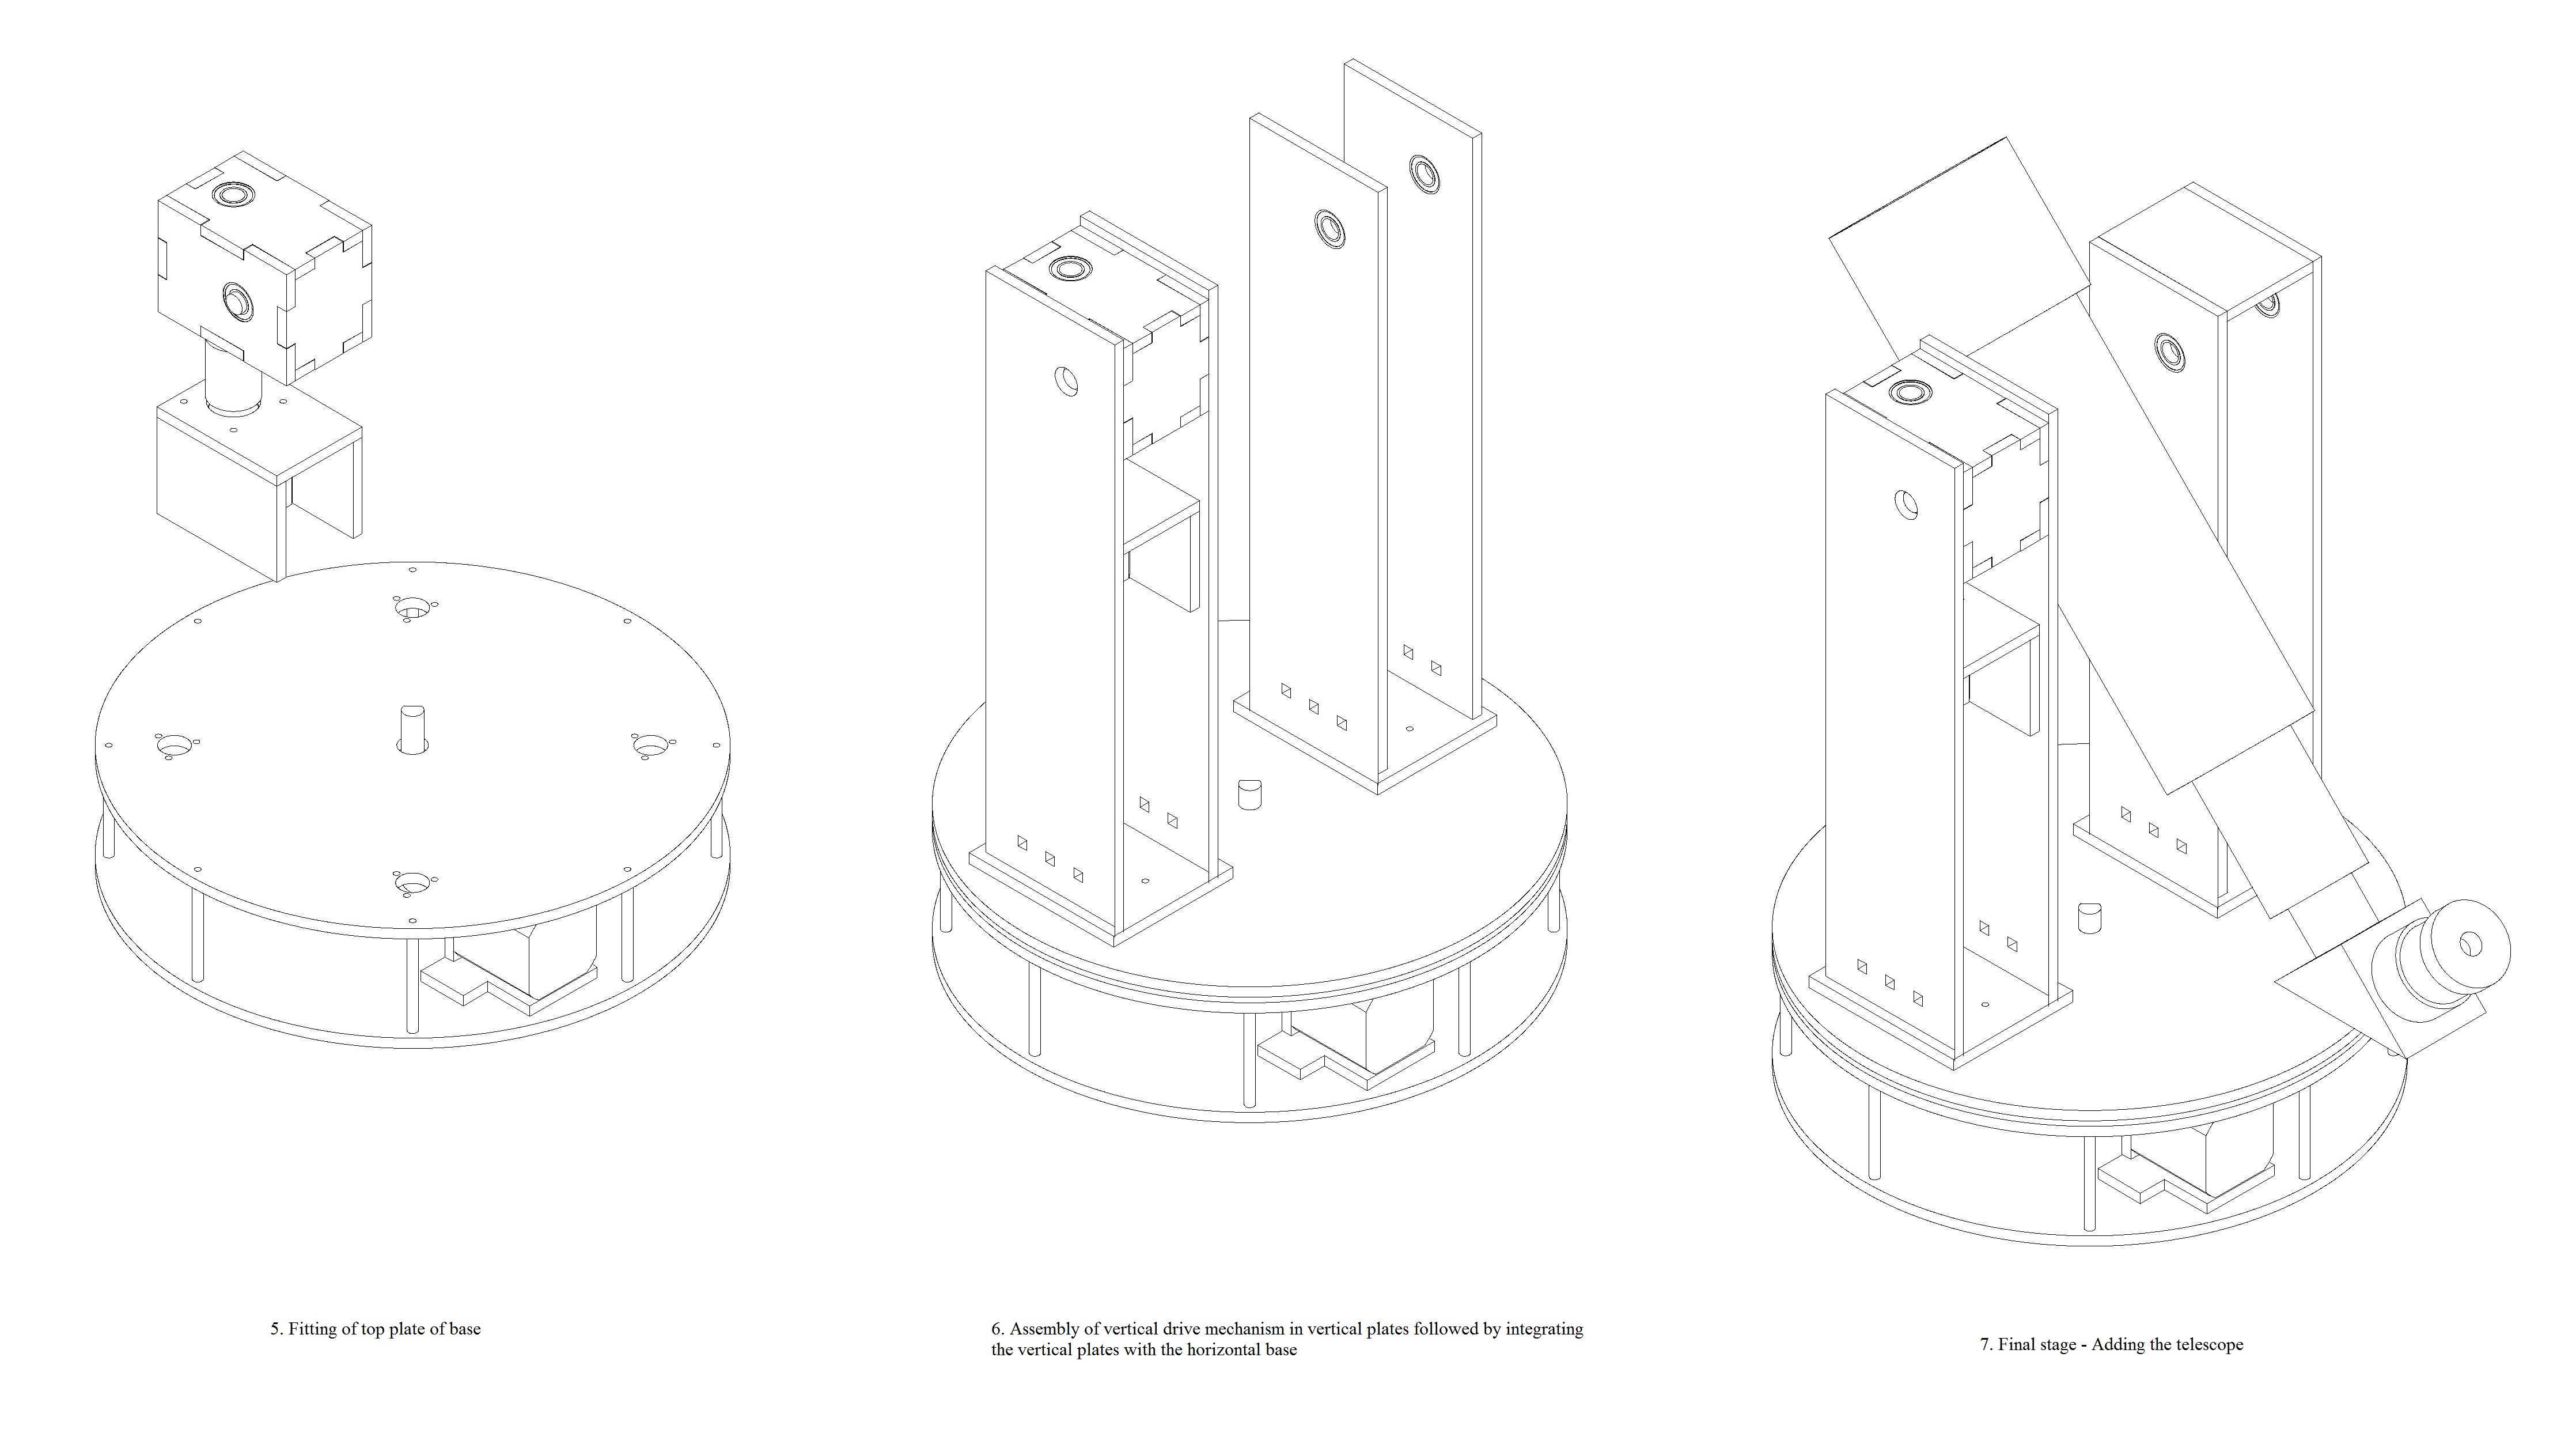 5. Fitting of top plate of base
6. Assembly of vertical drive mechanism in vertical plates followed by integrating
the vertical plates with the horizontal base
7. Final stage - Adding the telescope